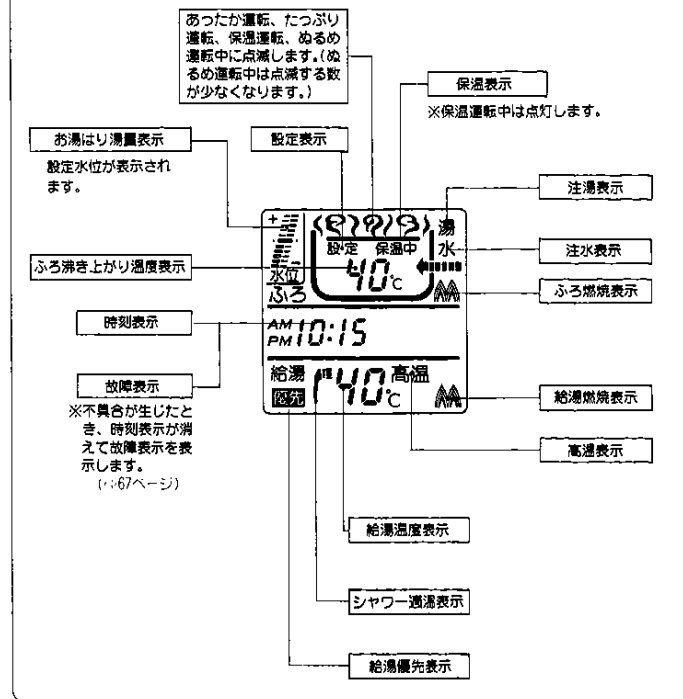 あったか運転、たっぷり
運転、保温運転、ぬるめ
運転中に点滅します。(ぬ
るめ運転中は点滅する数
が少なくなります。)
保温表示
※保温運転中は点灯します。
お湯はり湯量表示
設定水位が表示され
ます。
設定表示
注湯表示
注水表示
ふろ沸き上がり温度表示
ふろ燃焼表示
時刻表示
故障表示
※不具合が生じたと
き、時刻表示が消
えて故障表示を表
示します。
(⇨67ページ)
+
水位
ふろ
設定 保温中
40℃
湯
水
AM
PM 10:15
給湯
優先
40℃
高温
給湯燃焼表示
高温表示
給湯温度表示
シャワー適温表示
給湯優先表示